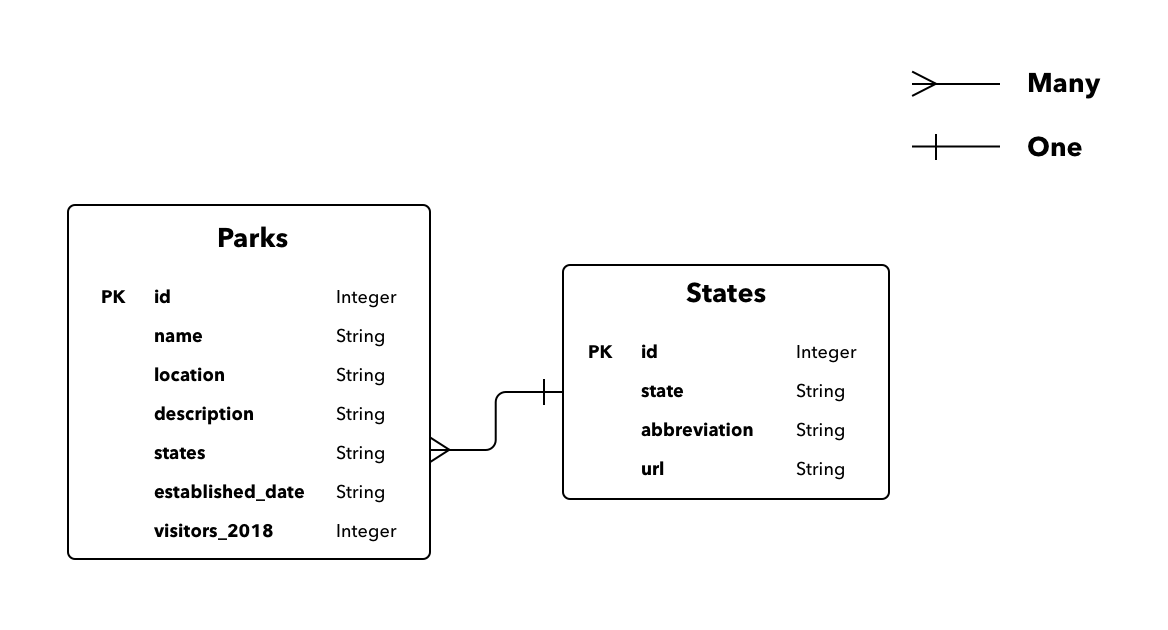 Many
One
Parks
PK id Integer
name String
location String
description String
states String
established_date String
visitors_2018 Integer
States
PK id Integer
state String
abbreviation String
url String